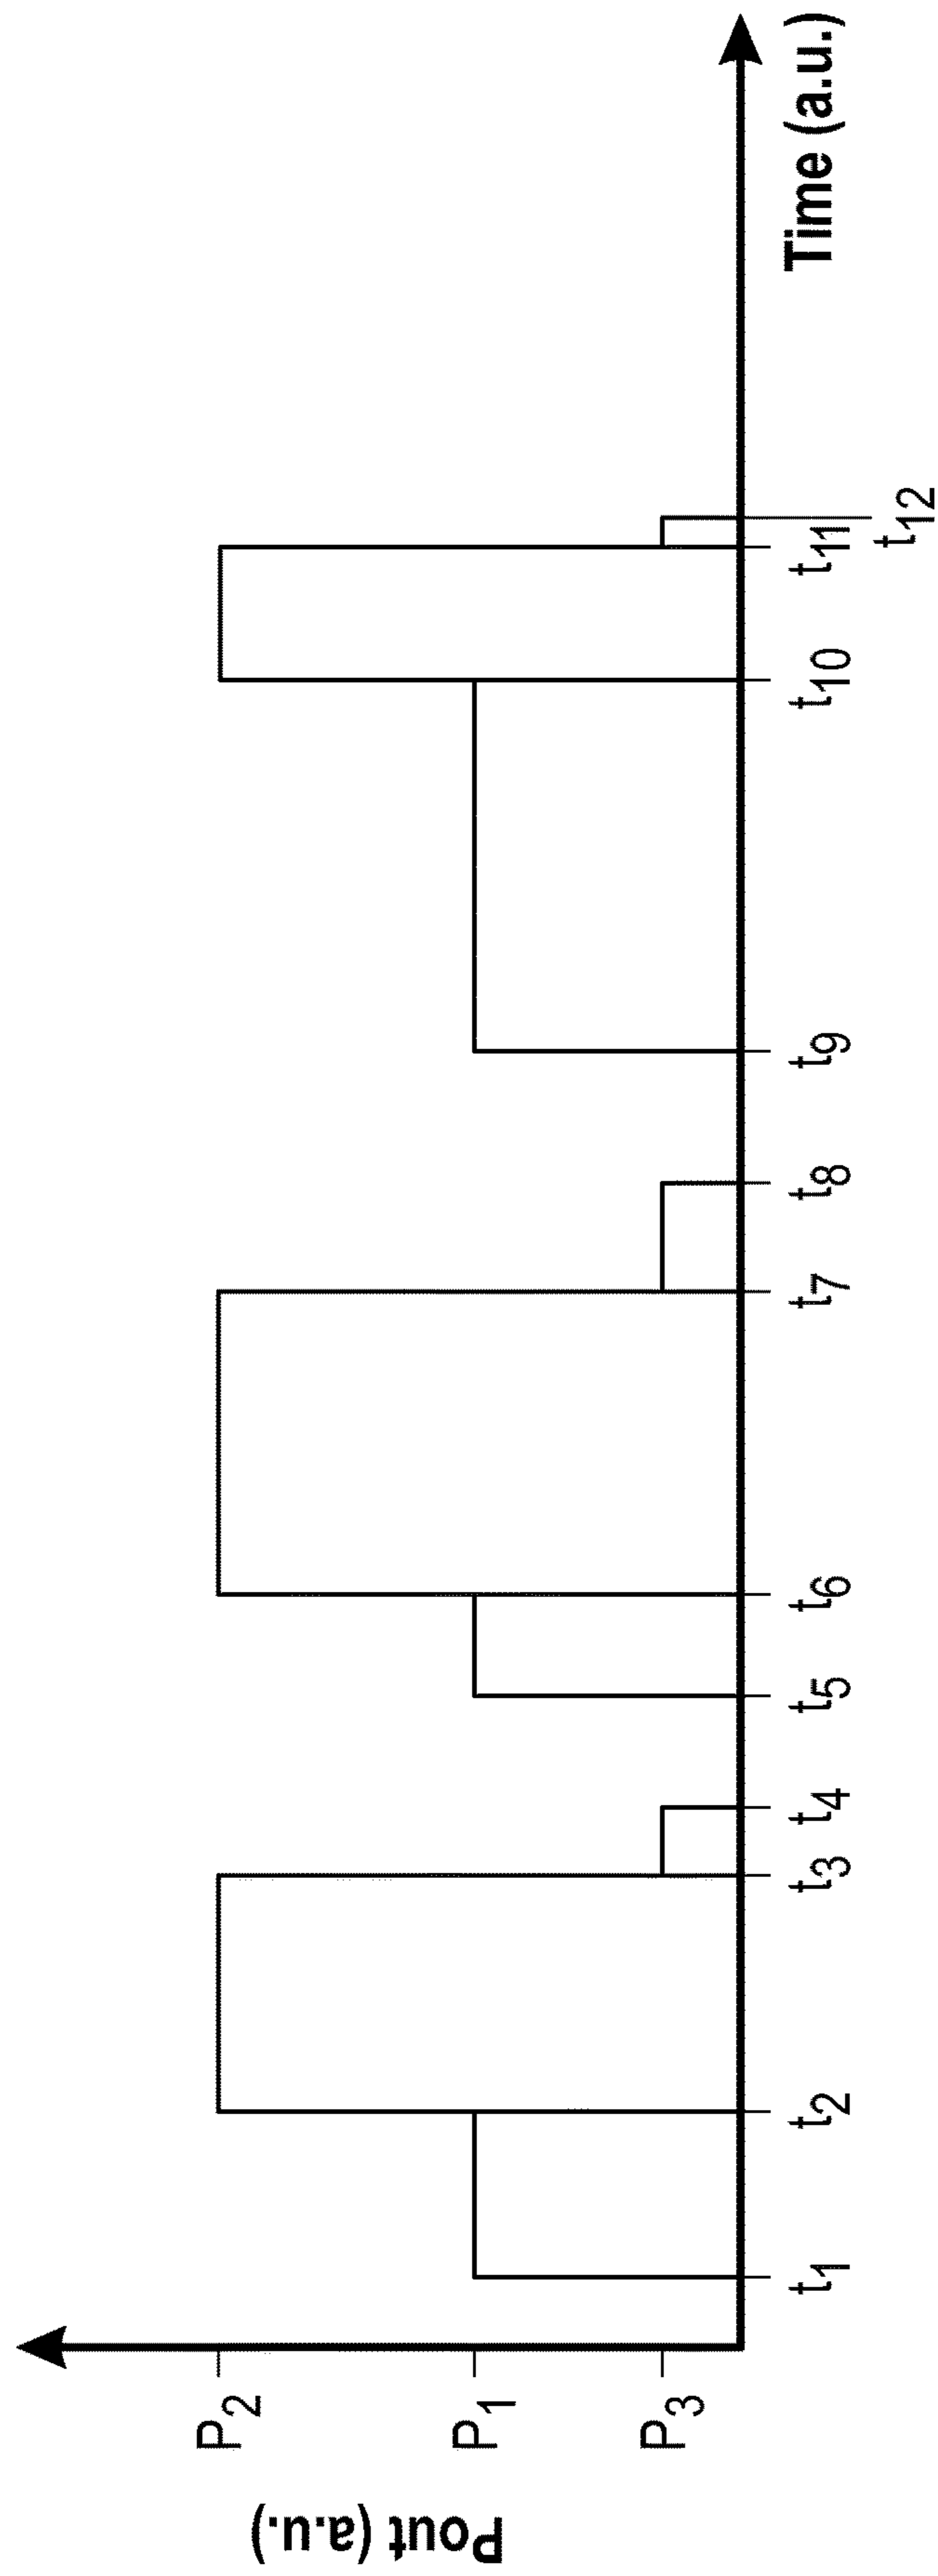 Pout (a.u.)
P₂
P₁
P₃
t₁
t₂
t₃
t₄
t₅
t₆
t₇
t₈
t₉
t₁₀
t₁₁
t₁₂
Time (a.u.)